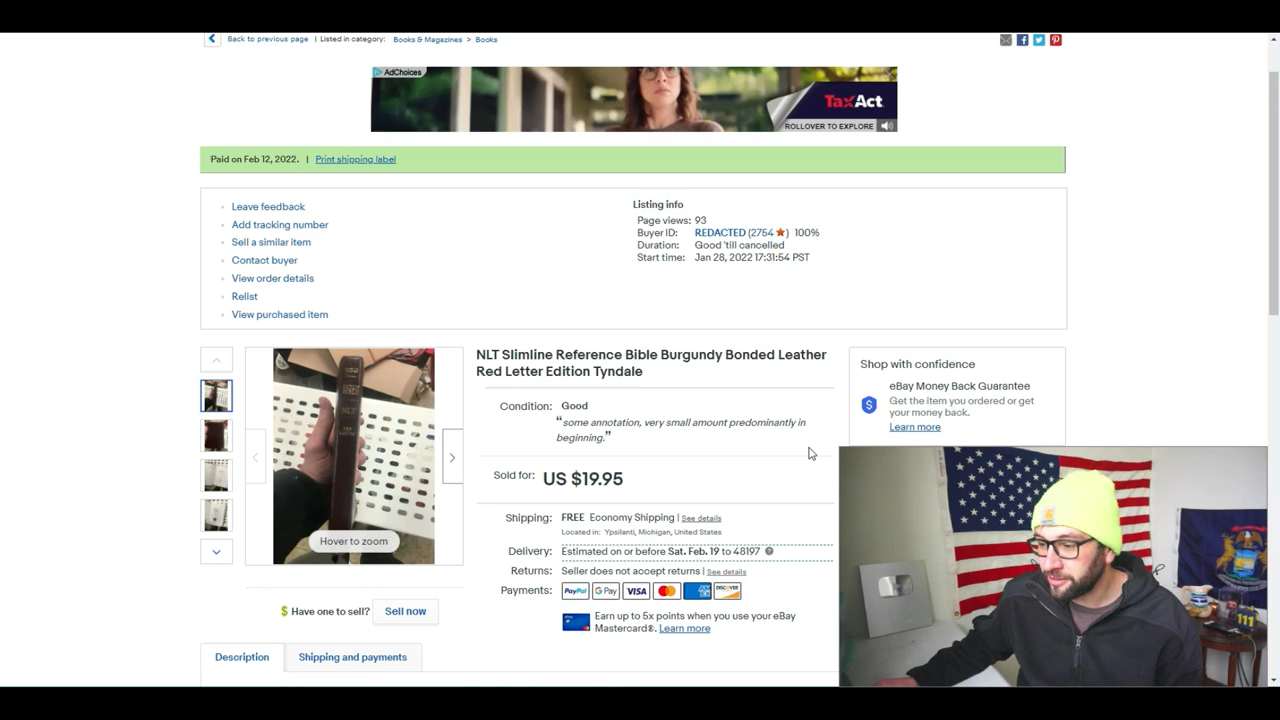 Back to previous page | Listed in category: Books & Magazines > Books
AdChoices
TaxAct
ROLLOVER TO EXPLORE
Paid on Feb 12, 2022. | Print shipping label
Leave feedback
Add tracking number
Sell a similar item
Contact buyer
View order details
Relist
View purchased item
Listing info
Page views: 93
Buyer ID: REDACTED (2754 ) 100%
Duration: Good 'till cancelled
Start time: Jan 28, 2022 17:31:54 PST
NLT Slimline Reference Bible Burgundy Bonded Leather
Red Letter Edition Tyndale
Condition: Good
“some annotation, very small amount predominantly in
beginning.”
Sold for: US $19.95
Shipping: FREE Economy Shipping | See details
Located in: Ypsilanti, Michigan, United States
Delivery: Estimated on or before Sat. Feb. 19 to 48197
Returns: Seller does not accept returns | See details
Payments: PayPal G Pay VISA DISCOVER
Earn up to 5x points when you use your eBay
Mastercard®. Learn more
Shop with confidence
eBay Money Back Guarantee
Get the item you ordered or get
your money back.
Learn more
NLT
Hover to zoom
$ Have one to sell? Sell now
Description
Shipping and payments
111